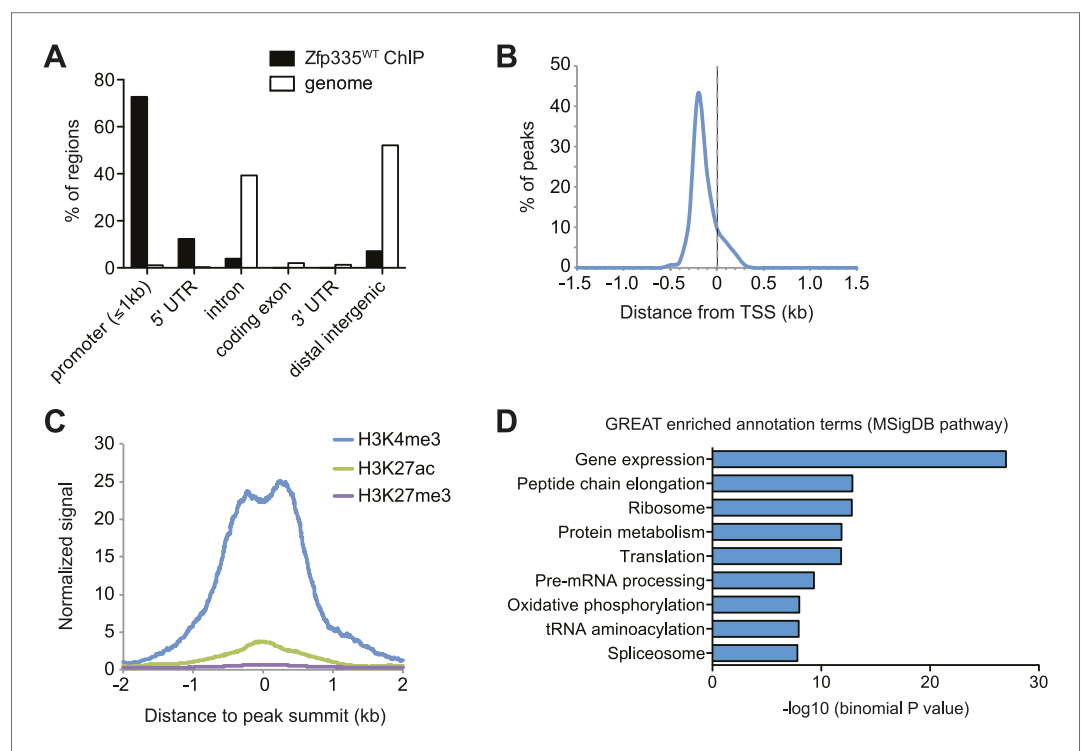 A
Zfp335WT ChIP
genome
80
60
40
20
0
% of regions
promoter (≤1kb)
5' UTR
intron
coding exon
3' UTR
distal intergenic
B
50
40
30
20
10
0
% of peaks
-1.5 -1.0 -0.5 0 0.5 1.0 1.5
Distance from TSS (kb)
C
H3K4me3
H3K27ac
H3K27me3
30
25
20
15
10
5
0
Normalized signal
-2 -1 0 1 2
Distance to peak summit (kb)
D
GREAT enriched annotation terms (MSigDB pathway)
Gene expression
Peptide chain elongation
Ribosome
Protein metabolism
Translation
Pre-mRNA processing
Oxidative phosphorylation
tRNA aminoacylation
Spliceosome
0 10 20 30
-log10 (binomial P value)